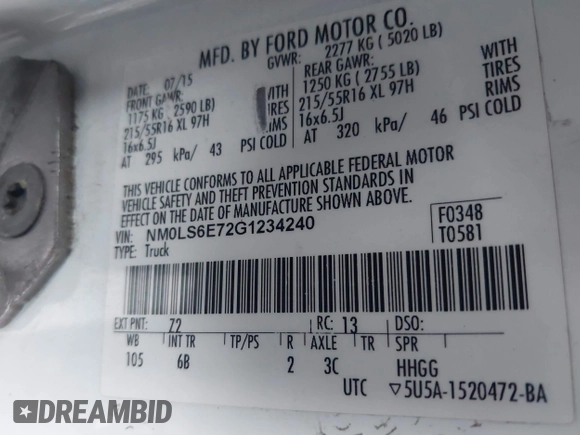 MFD. BY FORD MOTOR CO.
DATE: 07/15 GVWR: 2277 KG ( 5020 LB)
FRONT GAWR: REAR GAWR: WITH
1175 KG ( 2590 LB) WITH 1250 KG ( 2755 LB) TIRES
215/55R16 XL 97H TIRES 215/55R16 XL 97H RIMS
16x6.5J RIMS 16x6.5J
AT 295 kPa/ 43 PSI COLD AT 320 kPa/ 46 PSI COLD
THIS VEHICLE CONFORMS TO ALL APPLICABLE FEDERAL MOTOR
VEHICLE SAFETY AND THEFT PREVENTION STANDARDS IN
EFFECT ON THE DATE OF MANUFACTURE SHOWN ABOVE.
VIN: NM0LS6E72G1234240 F0348
TYPE: Truck T0581
EXT PNT: Z2 RC: 13 DSO:
WB INT TR TP/PS R AXLE TR SPR
105 6B 2 3C HHGG
UTC ▽5U5A-1520472-BA
DREAMBID